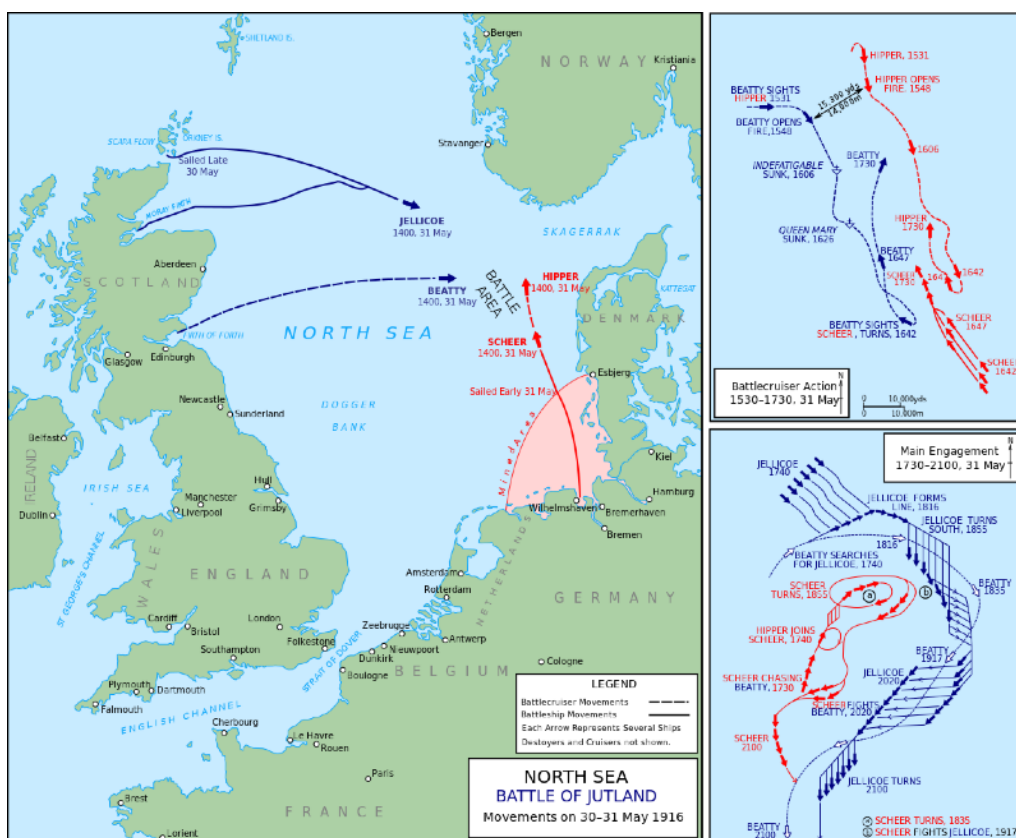 SHETLAND IS.
Bergen
NORWAY
Kristiania
SCAPA FLOW
ORKNEY IS.
Sailed Late
30 May
Stavanger
MORAY FIRTH
JELLICOE
1400, 31 May
SKAGERRAK
Aberdeen
SCOTLAND
BEATTY
1400, 31 May
BATTLE
AREA
HIPPER
1400, 31 May
KATTEGAT
DENMARK
NORTH SEA
FIRTH OF FORTH
Edinburgh
Glasgow
SCHEER
1400, 31 May
Sailed Early 31 May
Esbjerg
Newcastle
Sunderland
DOGGER
BANK
Mined Area
Belfast
IRELAND
IRISH SEA
Kiel
Hull
Grimsby
Manchester
Liverpool
Dublin
Wilhelmshaven
Hamburg
Bremerhaven
Bremen
ST GEORGE'S CHANNEL
WALES
ENGLAND
Amsterdam
Rotterdam
NETHERLANDS
GERMANY
Cardiff
Bristol
London
Folkestone
Southampton
Zeebrugge
Antwerp
Nieuwpoort
Dunkirk
Boulogne
STRAIT OF DOVER
BELGIUM
Cologne
Plymouth
Dartmouth
Falmouth
ENGLISH CHANNEL
Cherbourg
Le Havre
Rouen
Paris
Brest
Lorient
FRANCE
LEGEND
Battlecruiser Movements
Battleship Movements
Each Arrow Represents Several Ships
Destoyers and Cruisers not shown.
NORTH SEA
BATTLE OF JUTLAND
Movements on 30–31 May 1916
HIPPER, 1531
HIPPER OPENS
FIRE, 1548
BEATTY SIGHTS
HIPPER 1531
15,390 yds
14,000m
BEATTY OPENS
FIRE,1548
BEATTY
1730
1606
INDEFATIGABLE
SUNK, 1606
HIPPER
1730
QUEEN MARY
SUNK, 1626
BEATTY
1647
SCHEER
1730
1647
1642
BEATTY SIGHTS
SCHEER, TURNS, 1642
SCHEER
1647
SCHEER
1642
Battlecruiser Action
1530–1730, 31 May
N
0
10,000yds
10,000m
Main Engagement
1730–2100, 31 May
N
JELLICOE
1740
JELLICOE FORMS
LINE, 1816
JELLICOE TURNS
SOUTH, 1855
1816
BEATTY SEARCHES
FOR JELLICOE, 1740
SCHEER
TURNS, 1855
a
b
BEATTY
1835
HIPPER JOINS
SCHEER, 1740
BEATTY
1917
JELLICOE
2020
SCHEER CHASING
BEATTY, 1730
SCHEER FIGHTS
BEATTY, 2020
SCHEER
2100
JELLICOE TURNS
2100
BEATTY
2100
a SCHEER TURNS, 1835
b SCHEER FIGHTS JELLICOE, 1917